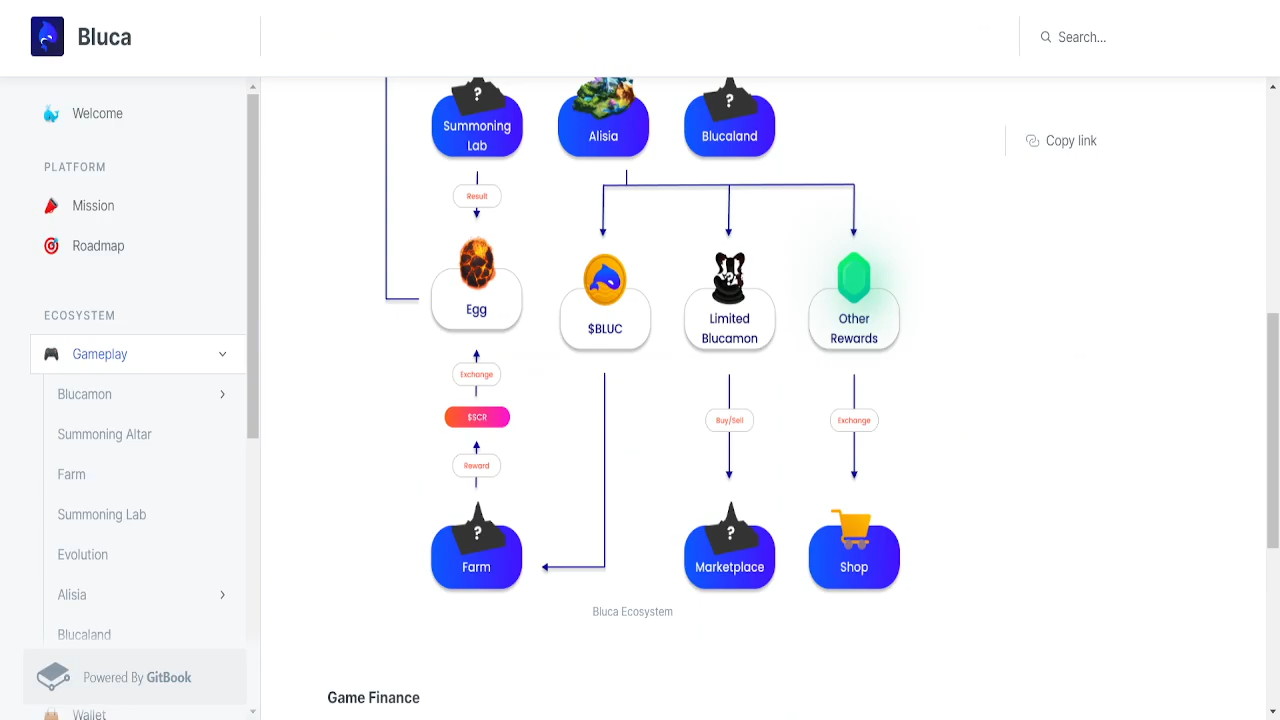 Bluca
Search...
Welcome
PLATFORM
Mission
Roadmap
ECOSYSTEM
Gameplay
Blucamon
Summoning Altar
Farm
Summoning Lab
Evolution
Alisia
Blucaland
Powered By GitBook
Wallet
Copy link
?
Summoning
Lab
Alisia
?
Blucaland
Result
Egg
$BLUC
?
Limited
Blucamon
Other
Rewards
Exchange
$SCR
Reward
Buy/Sell
Exchange
?
Farm
?
Marketplace
Shop
Bluca Ecosystem
Game Finance